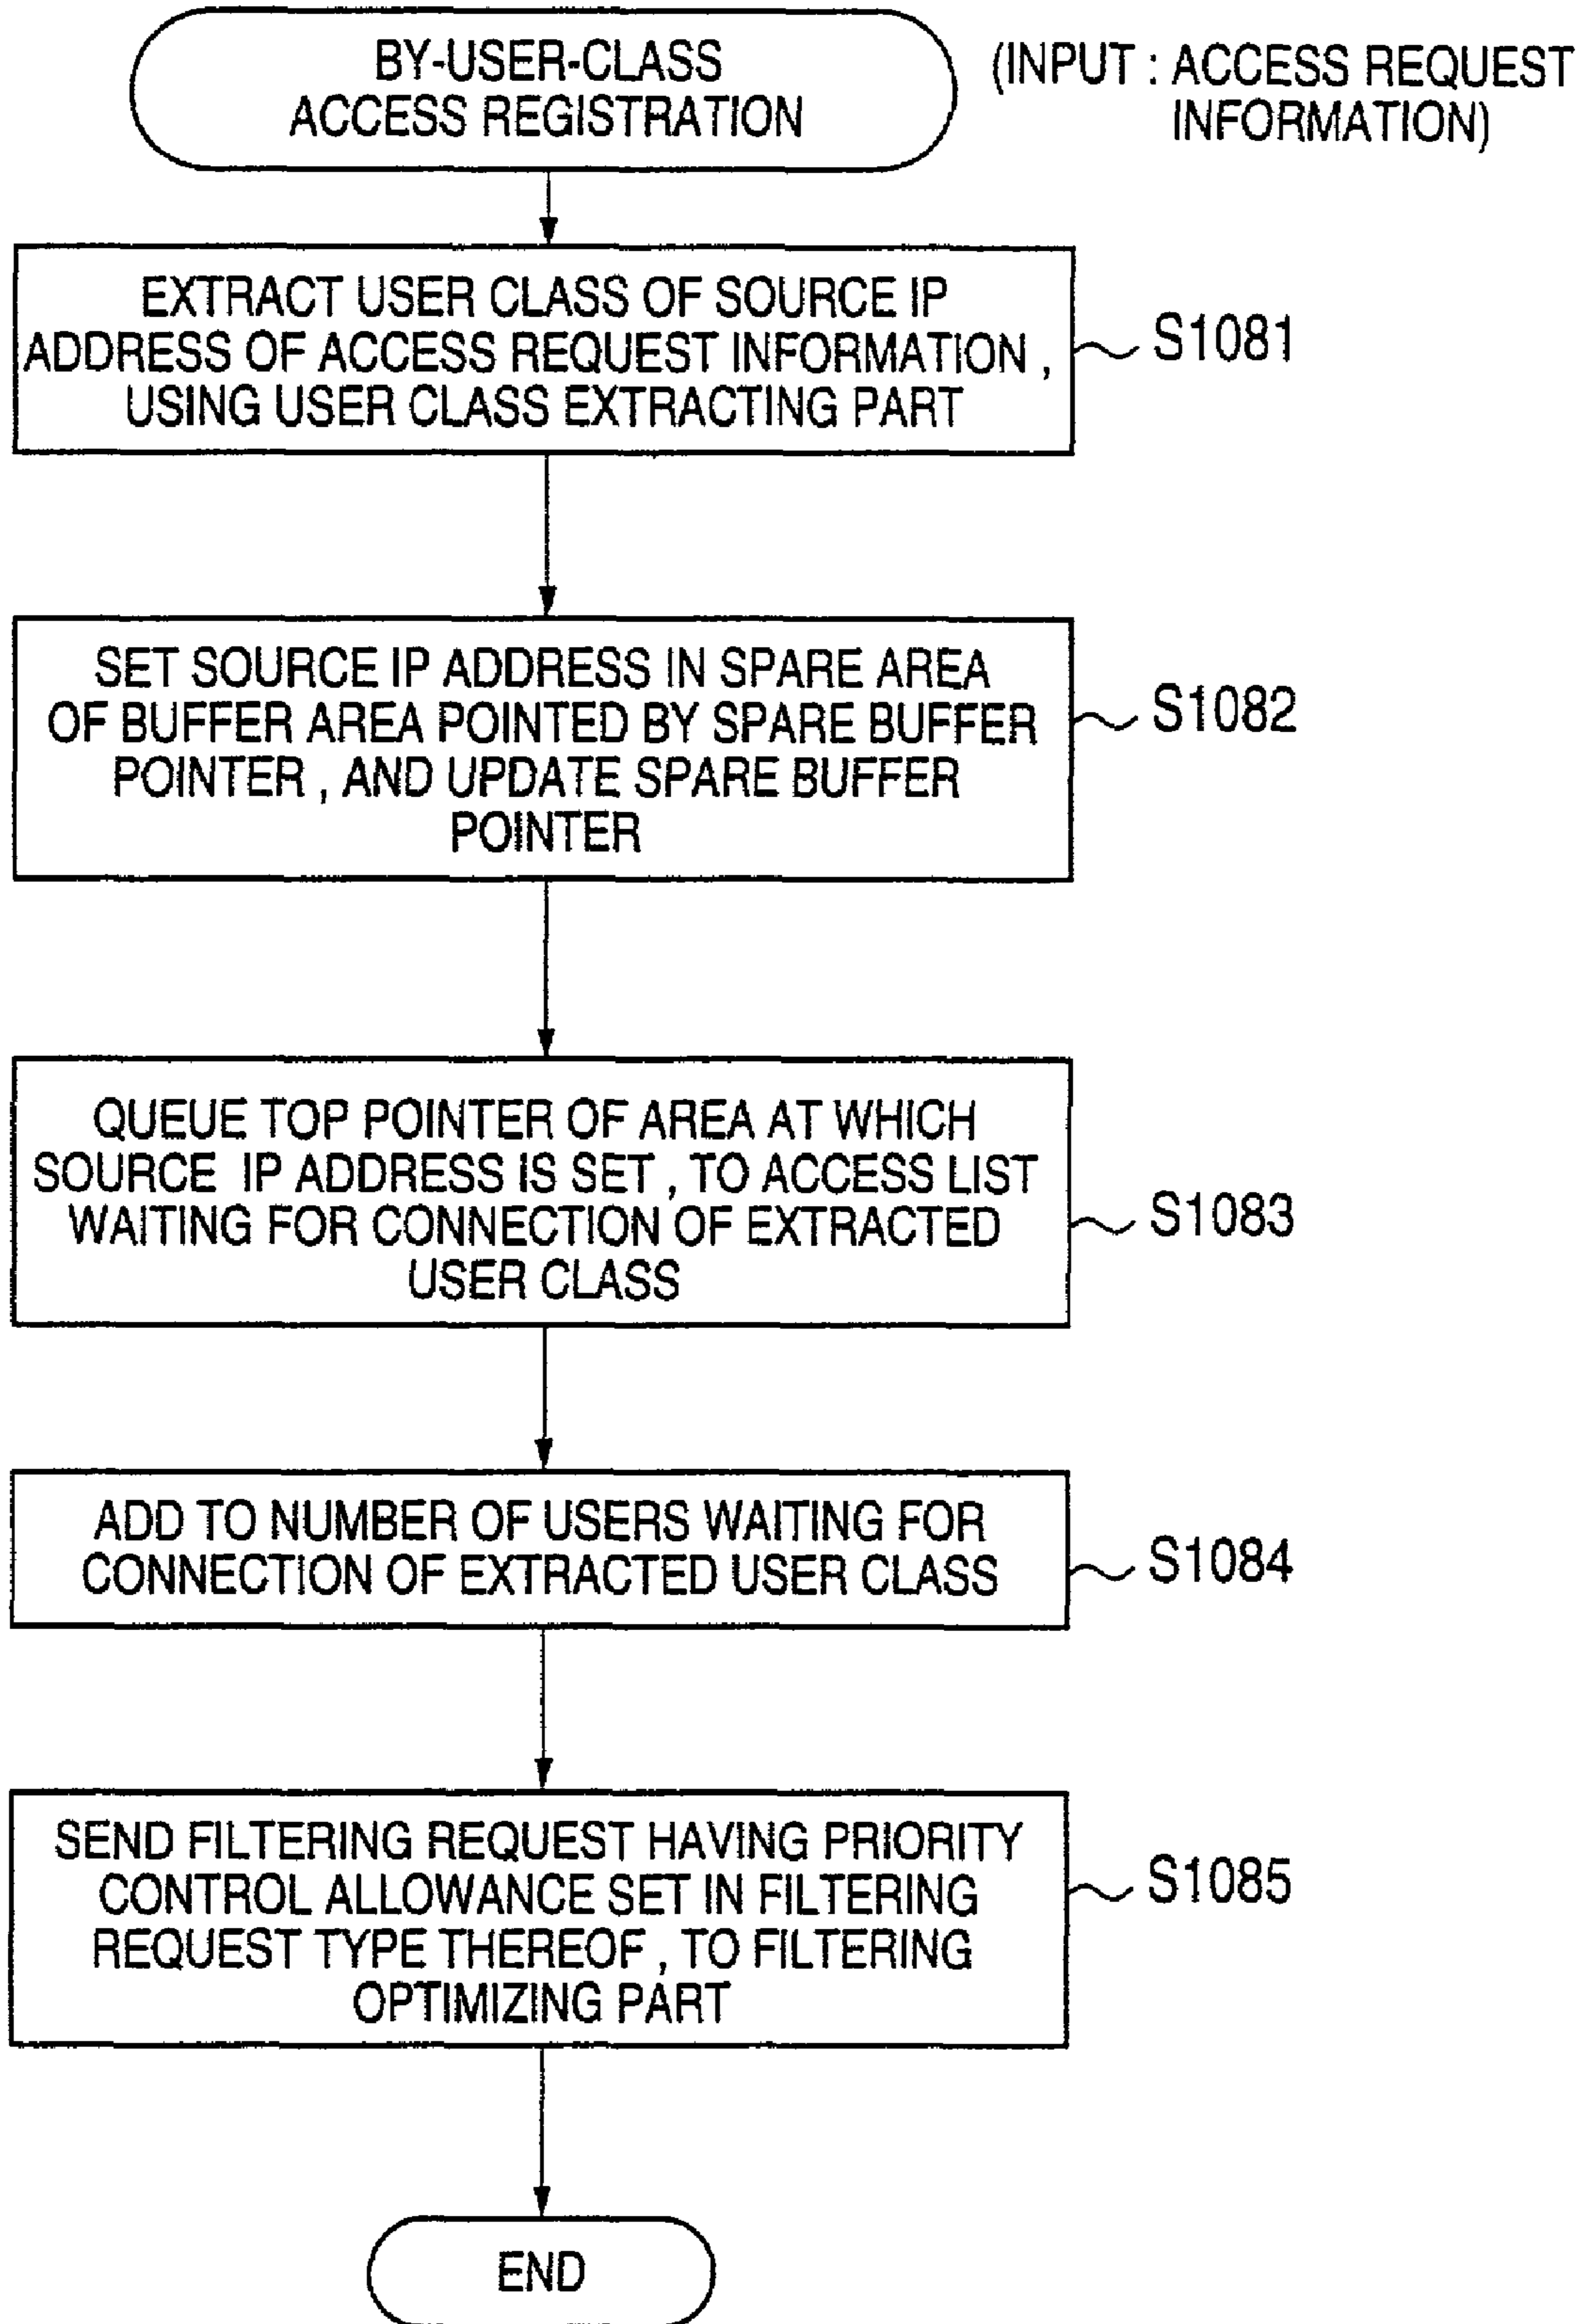 BY-USER-CLASS
ACCESS REGISTRATION
(INPUT : ACCESS REQUEST
INFORMATION)
EXTRACT USER CLASS OF SOURCE IP
ADDRESS OF ACCESS REQUEST INFORMATION ,
USING USER CLASS EXTRACTING PART
S1081
SET SOURCE IP ADDRESS IN SPARE AREA
OF BUFFER AREA POINTED BY SPARE BUFFER
POINTER , AND UPDATE SPARE BUFFER
POINTER
S1082
QUEUE TOP POINTER OF AREA AT WHICH
SOURCE IP ADDRESS IS SET , TO ACCESS LIST
WAITING FOR CONNECTION OF EXTRACTED
USER CLASS
S1083
ADD TO NUMBER OF USERS WAITING FOR
CONNECTION OF EXTRACTED USER CLASS
S1084
SEND FILTERING REQUEST HAVING PRIORITY
CONTROL ALLOWANCE SET IN FILTERING
REQUEST TYPE THEREOF , TO FILTERING
OPTIMIZING PART
S1085
END